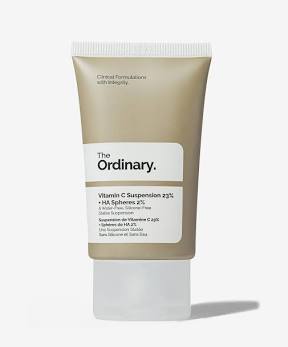 Clinical Formulations
with Integrity.
The
Ordinary.
Vitamin C Suspension 23%
+ HA Spheres 2%
A Water-Free, Silicone-Free
Stable Suspension
Suspension de Vitamine C 23%
+ Sphères de HA 2%
Une Suspension Stable
Sans Silicone et Sans Eau